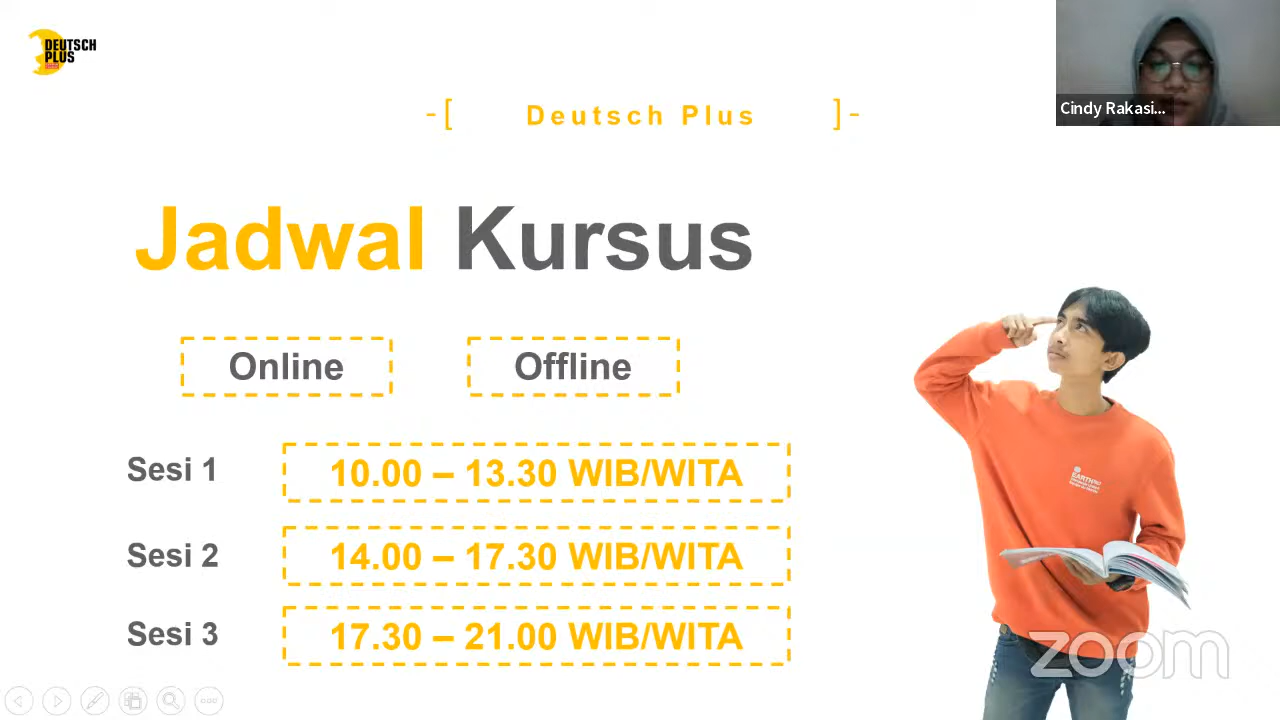 DEUTSCH
PLUS
-[ Deutsch Plus ]-
Cindy Rakasi...
Jadwal Kursus
Online
Offline
Sesi 1
10.00 – 13.30 WIB/WITA
Sesi 2
14.00 – 17.30 WIB/WITA
Sesi 3
17.30 – 21.00 WIB/WITA
EARTH
zoom